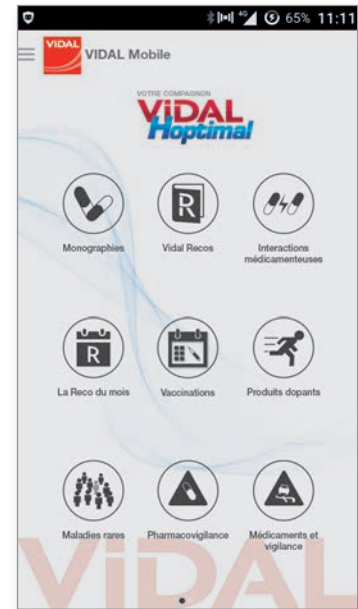 4G 65% 11:11
VIDAL
VIDAL Mobile
VOTRE COMPAGNON
ViDAL
Hoptimal
R
Monographies
Vidal Recos
Interactions
médicamenteuses
R
La Reco du mois
Vaccinations
Produits dopants
Maladies rares
Pharmacovigilance
Médicaments et
vigilance
ViDAL